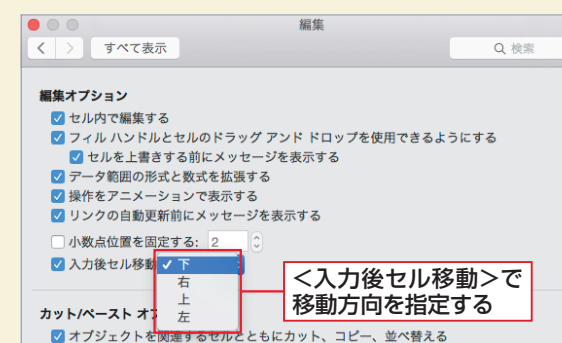 編集
すべて表示
検索
編集オプション
セル内で編集する
フィル ハンドルとセルのドラッグ アンド ドロップを使用できるようにする
セルを上書きする前にメッセージを表示する
データ範囲の形式と数式を拡張する
操作をアニメーションで表示する
リンクの自動更新前にメッセージを表示する
小数点位置を固定する: 2
入力後セル移動 下
右
上
左
<入力後セル移動>で
移動方向を指定する
カット/ペースト オプ
オブジェクトを関連するセルとともにカット、コピー、並べ替える